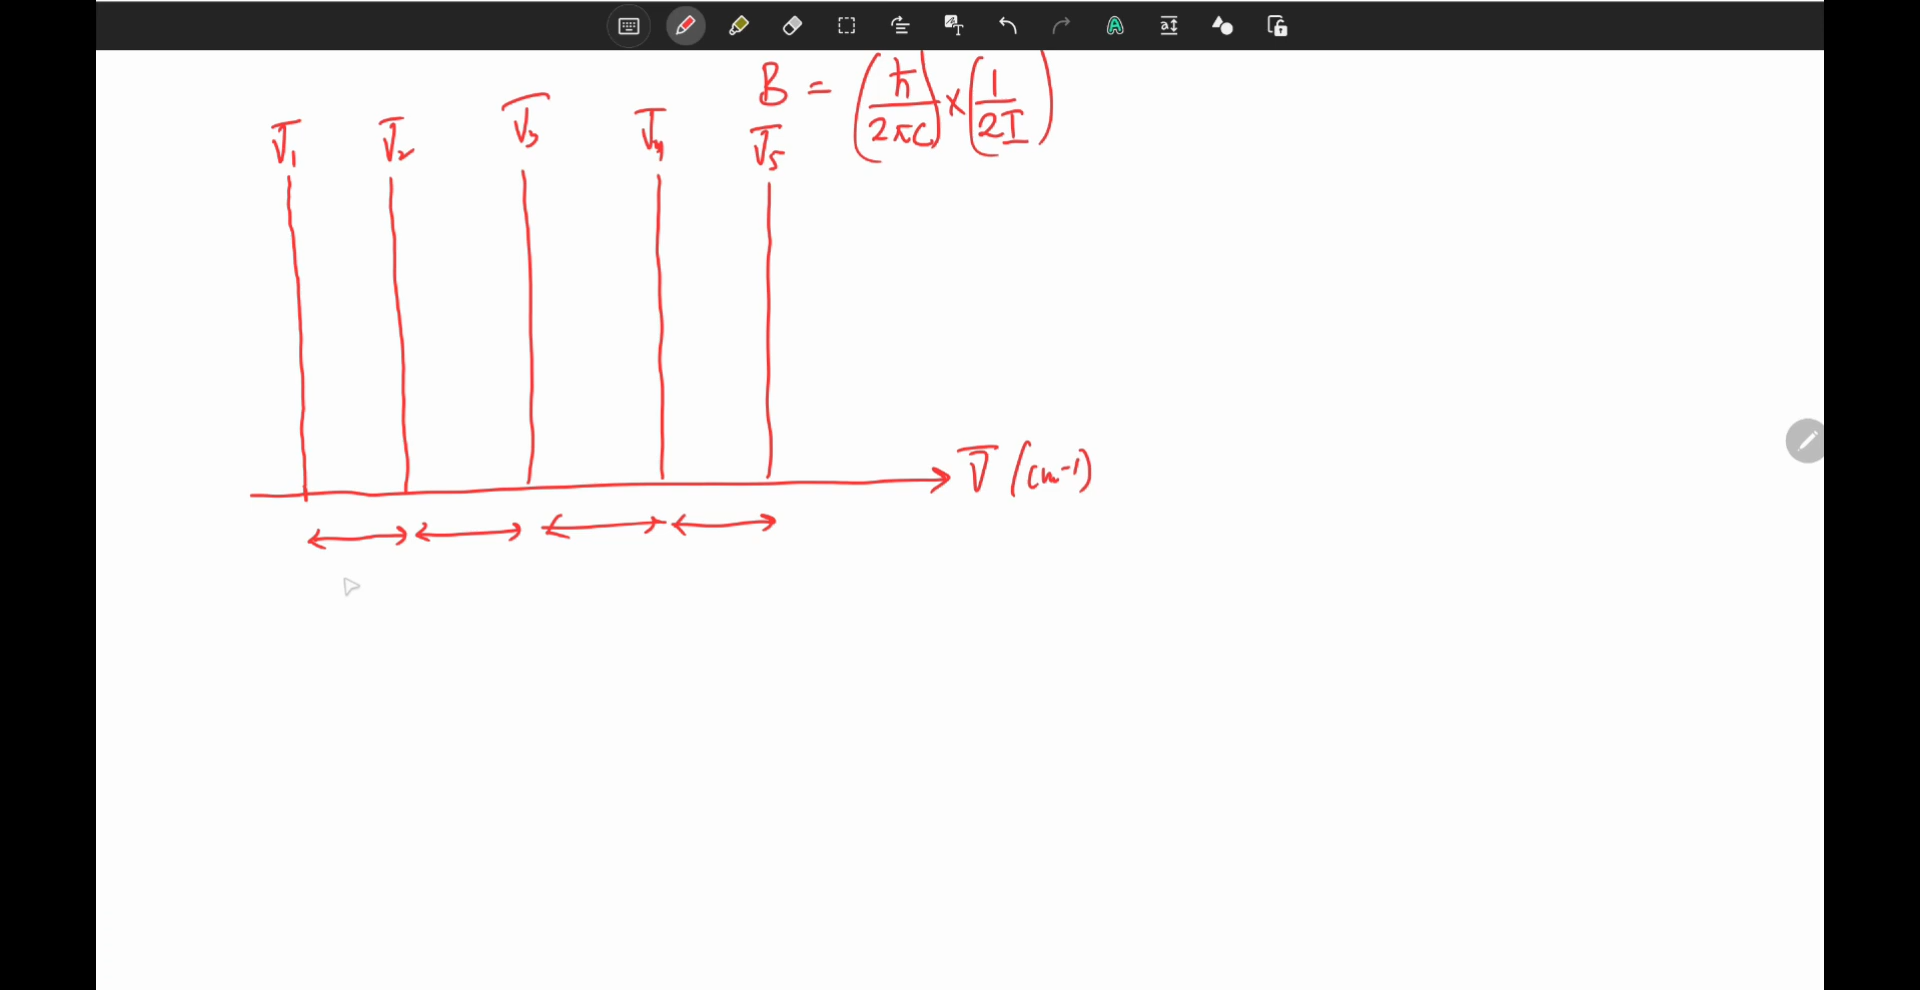 B = (ħ/2πC) × (1/2I)
V̅₁ V̅₂ V̅₃ V̅₄ V̅₅
V̅ (cm-1)